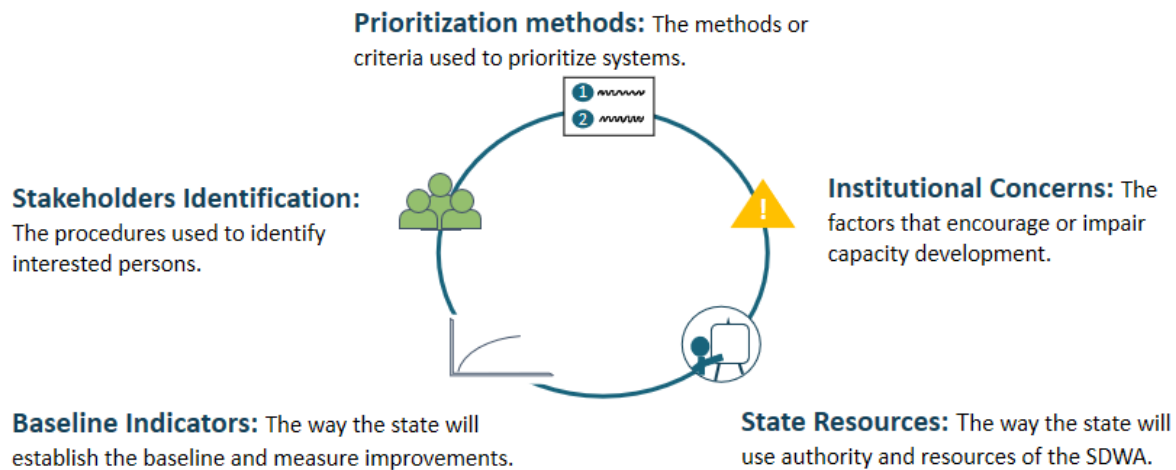 Prioritization methods: The methods or
criteria used to prioritize systems.
1
2
Stakeholders Identification:
The procedures used to identify
interested persons.
!
Institutional Concerns: The
factors that encourage or impair
capacity development.
Baseline Indicators: The way the state will
establish the baseline and measure improvements.
State Resources: The way the state will
use authority and resources of the SDWA.